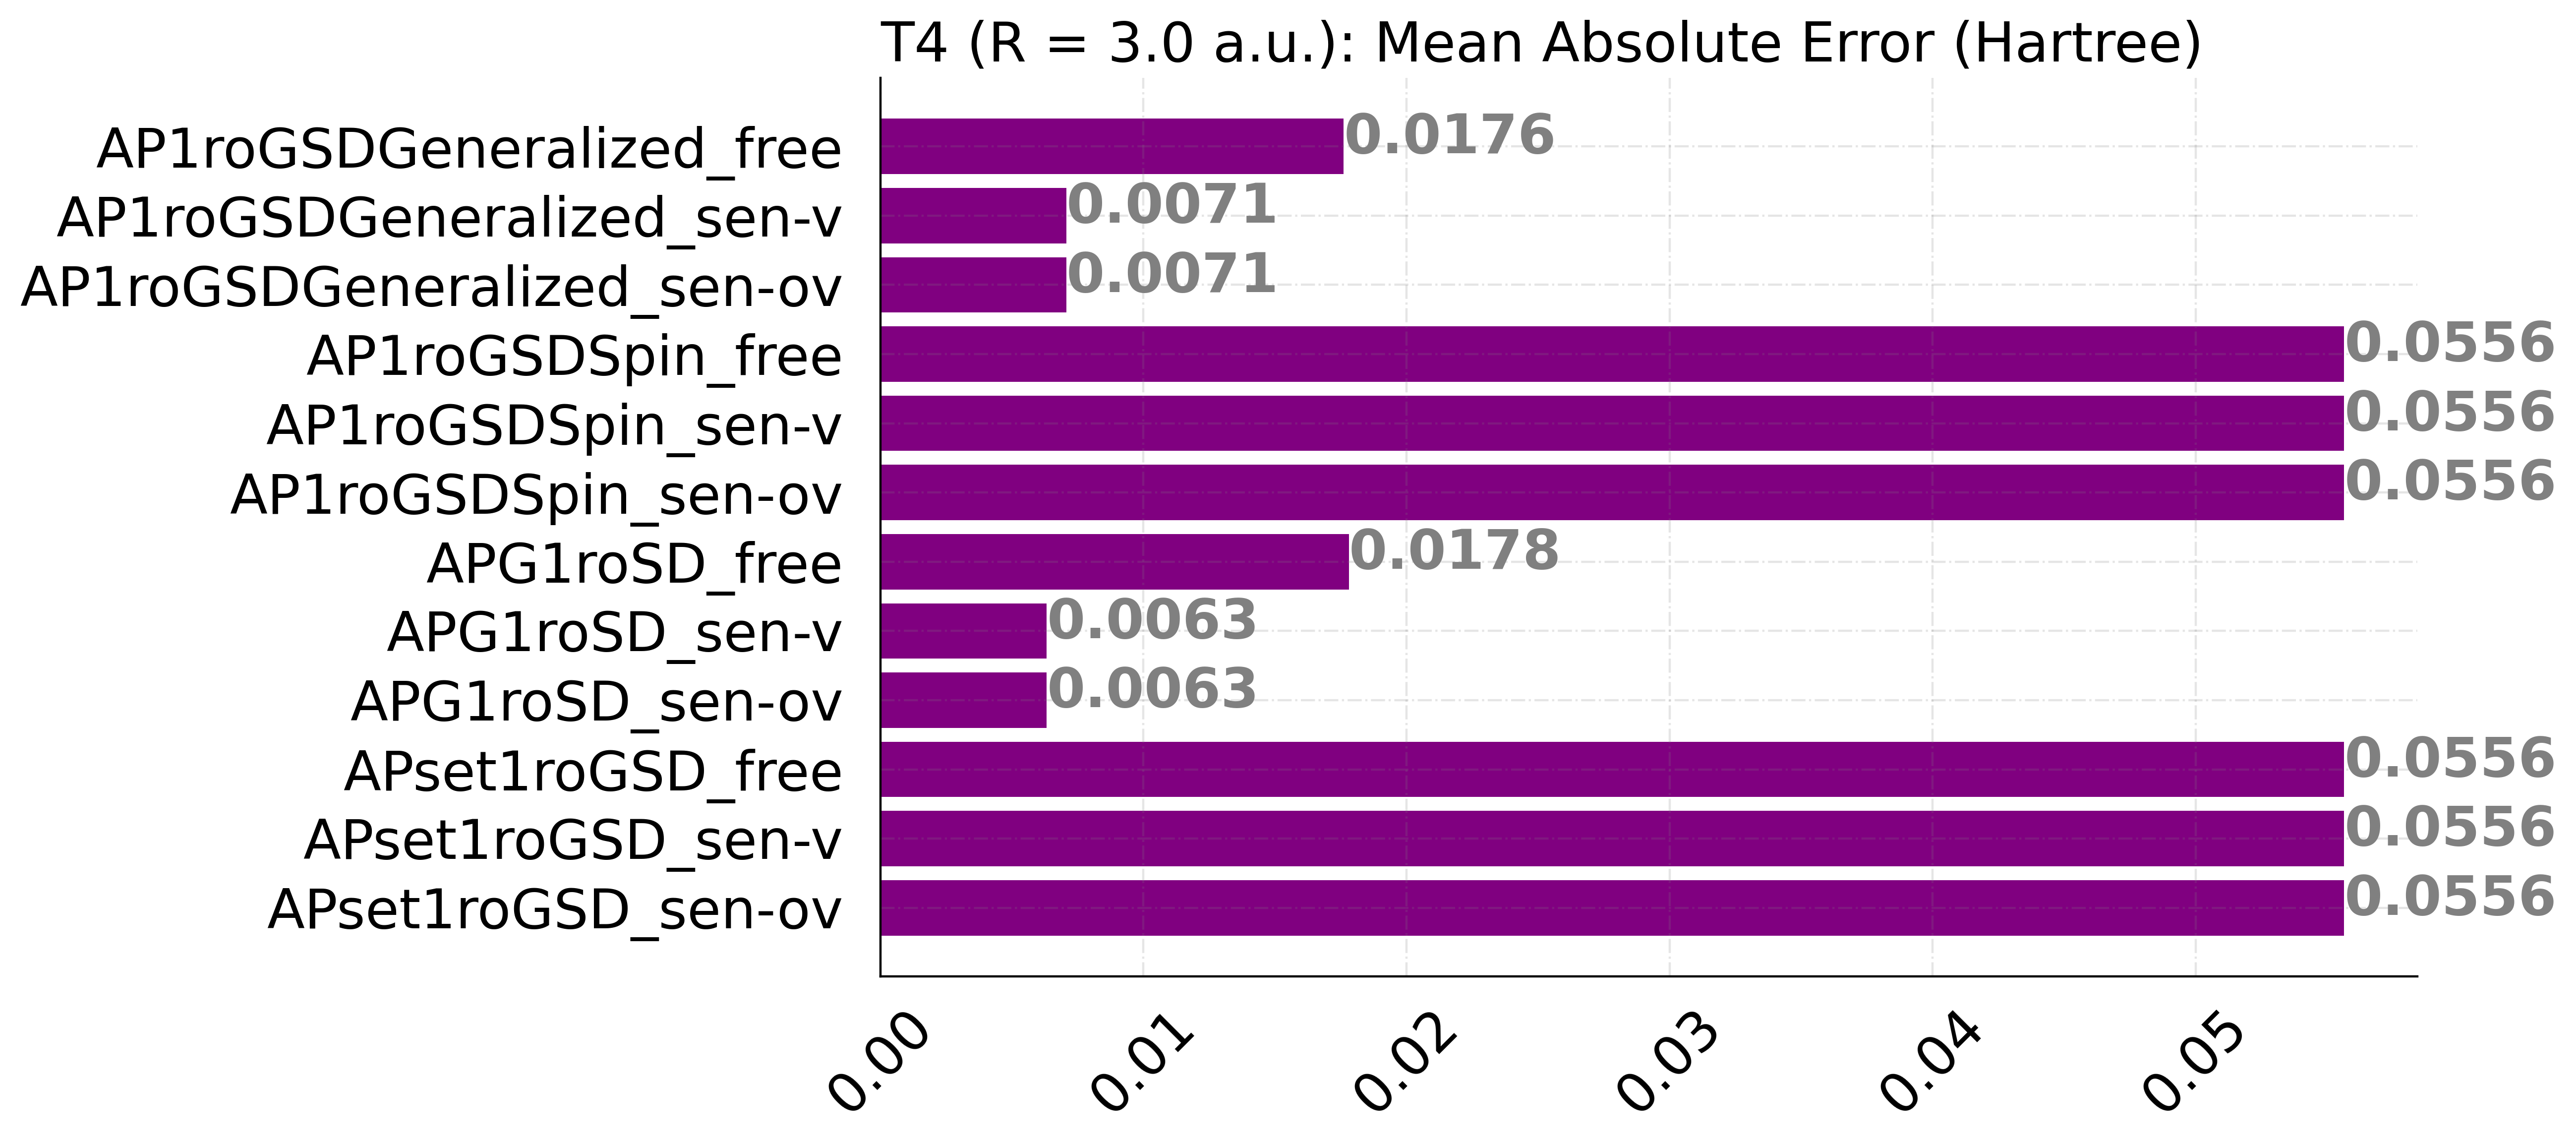 T4 (R = 3.0 a.u.): Mean Absolute Error (Hartree)
AP1roGSDGeneralized_free 0.0176
AP1roGSDGeneralized_sen-v 0.0071
AP1roGSDGeneralized_sen-ov 0.0071
AP1roGSDSpin_free 0.0556
AP1roGSDSpin_sen-v 0.0556
AP1roGSDSpin_sen-ov 0.0556
APG1roSD_free 0.0178
APG1roSD_sen-v 0.0063
APG1roSD_sen-ov 0.0063
APset1roGSD_free 0.0556
APset1roGSD_sen-v 0.0556
APset1roGSD_sen-ov 0.0556
0.00 0.01 0.02 0.03 0.04 0.05